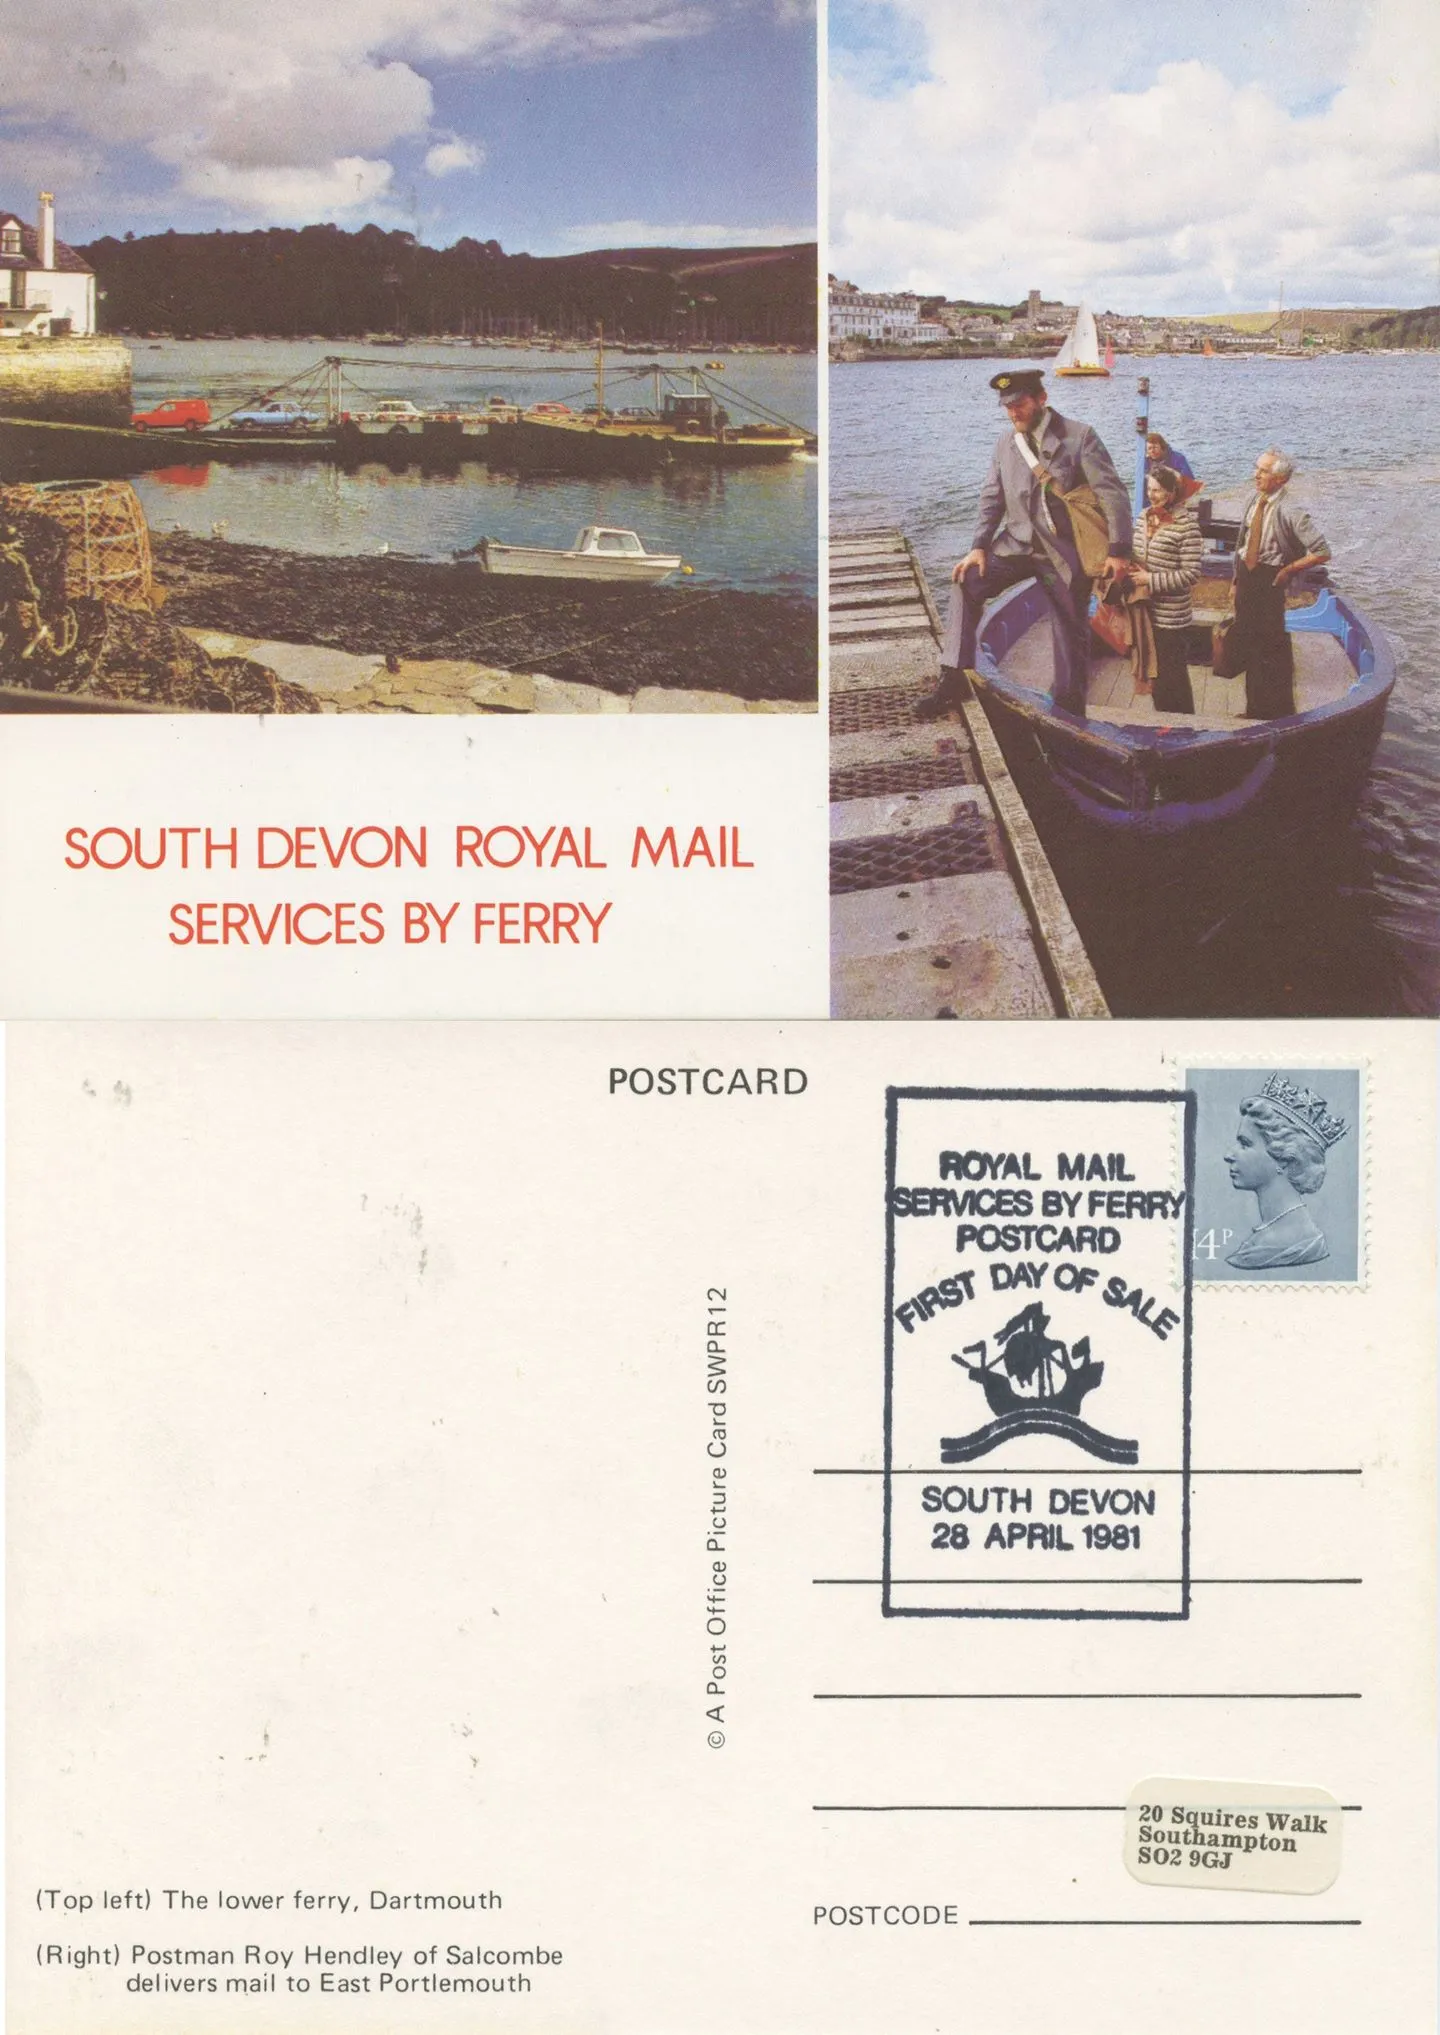 SOUTH DEVON ROYAL MAIL
SERVICES BY FERRY
POSTCARD
ROYAL MAIL
SERVICES BY FERRY
POSTCARD
FIRST DAY OF SALE
SOUTH DEVON
28 APRIL 1981
14P
© A Post Office Picture Card SWPR12
20 Squires Walk
Southampton
SO2 9GJ
POSTCODE
(Top left) The lower ferry, Dartmouth
(Right) Postman Roy Hendley of Salcombe
delivers mail to East Portlemouth